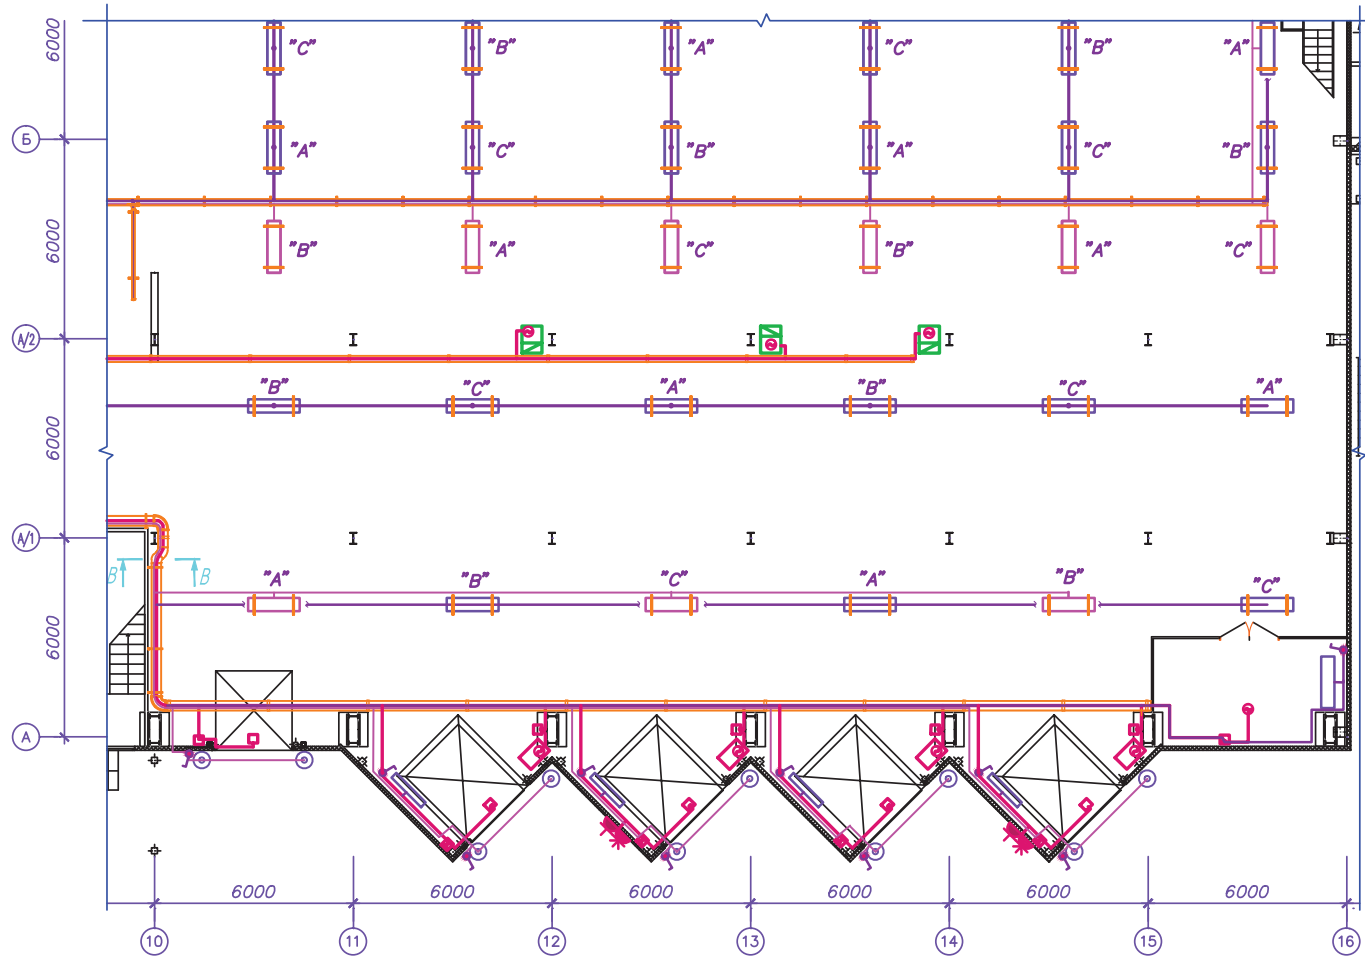 6000
"C" "B" "A" "C" "B" "A"
Б
"A" "C" "B" "A" "C" "B"
6000
"B" "A" "C" "B" "A" "C"
А/2
"B" "C" "A" "B" "C" "A"
6000
А/1
B B
"A" "B" "C" "A" "B" "C"
6000
А
6000 6000 6000 6000 6000 6000
10 11 12 13 14 15 16